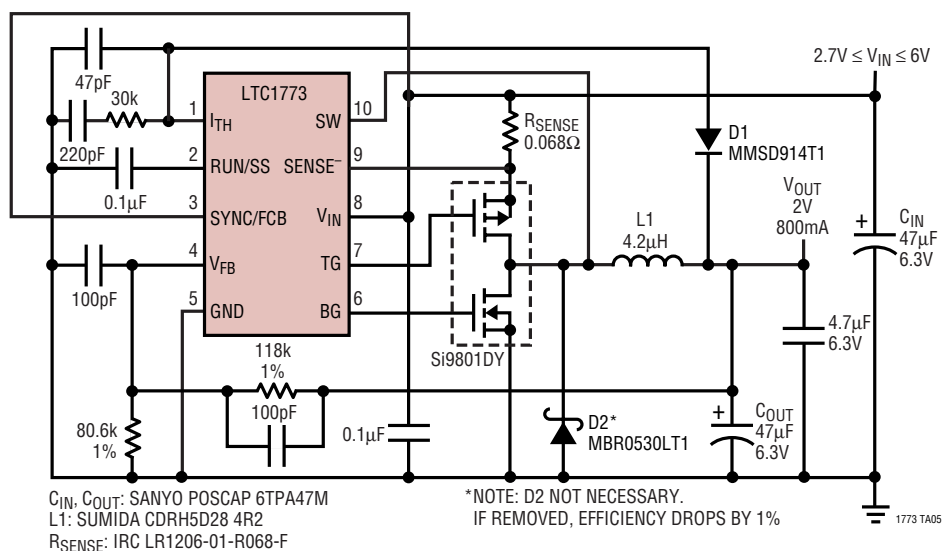 47pF
30k
220pF
0.1µF
100pF
LTC1773
1
ITH
2
RUN/SS
3
SYNC/FCB
4
VFB
5
GND
10
SW
9
SENSE–
8
VIN
7
TG
6
BG
RSENSE
0.068Ω
Si9801DY
L1
4.2µH
D1
MMSD914T1
2.7V ≤ VIN ≤ 6V
VOUT
2V
800mA
+
CIN
47µF
6.3V
4.7µF
6.3V
118k
1%
100pF
80.6k
1%
0.1µF
D2*
MBR0530LT1
+
COUT
47µF
6.3V
CIN, COUT: SANYO POSCAP 6TPA47M
L1: SUMIDA CDRH5D28 4R2
RSENSE: IRC LR1206-01-R068-F
*NOTE: D2 NOT NECESSARY.
IF REMOVED, EFFICIENCY DROPS BY 1%
1773 TA05